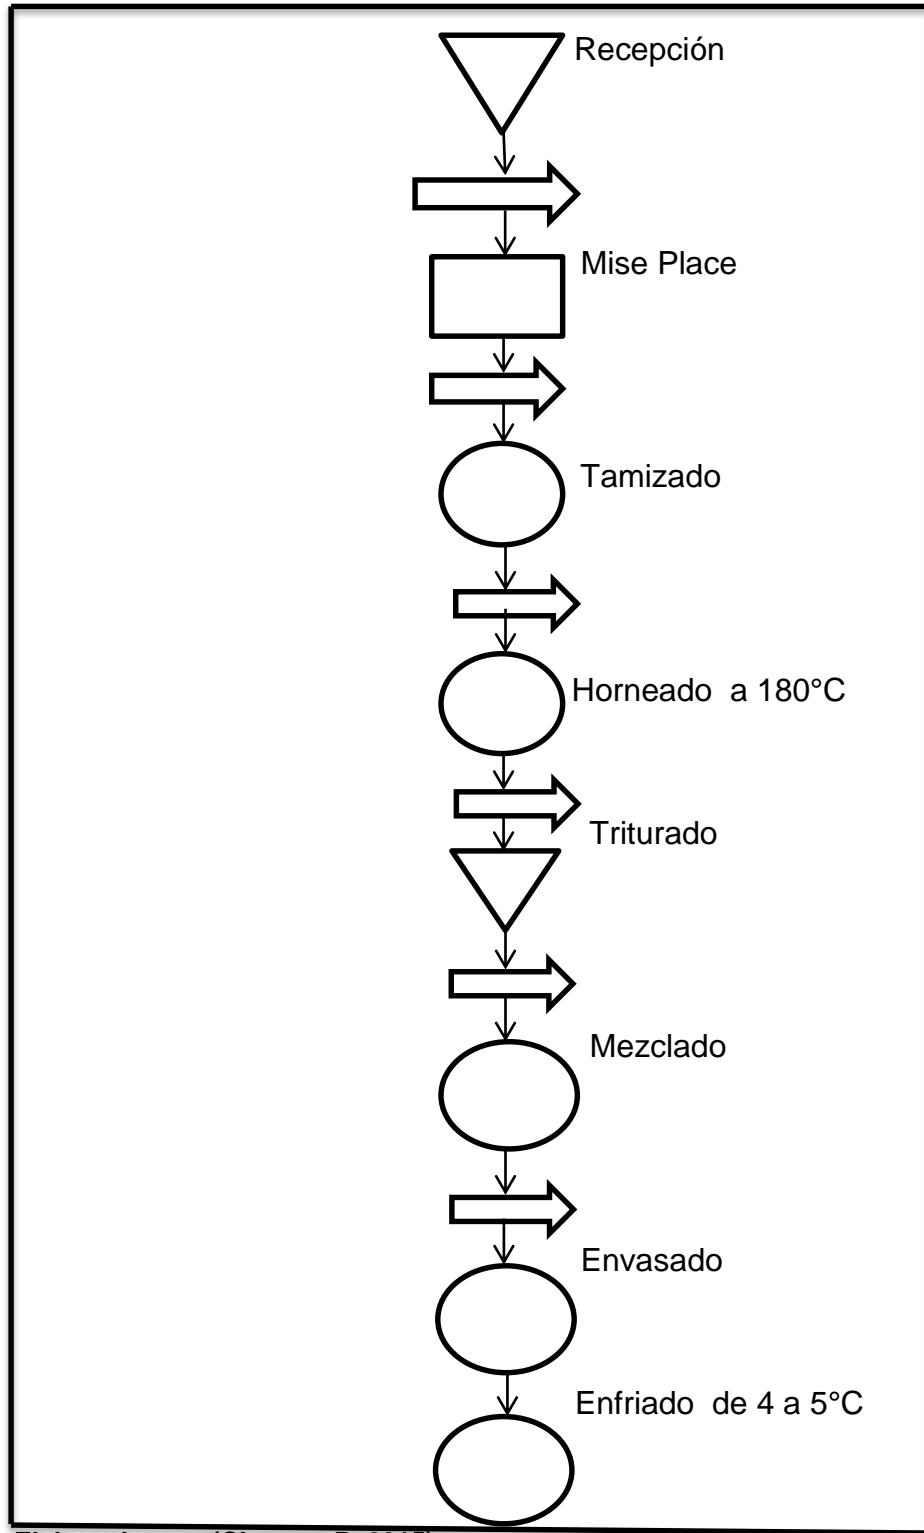 Recepción
Mise Place
Tamizado
Horneado a 180°C
Triturado
Mezclado
Envasado
Enfriado de 4 a 5°C